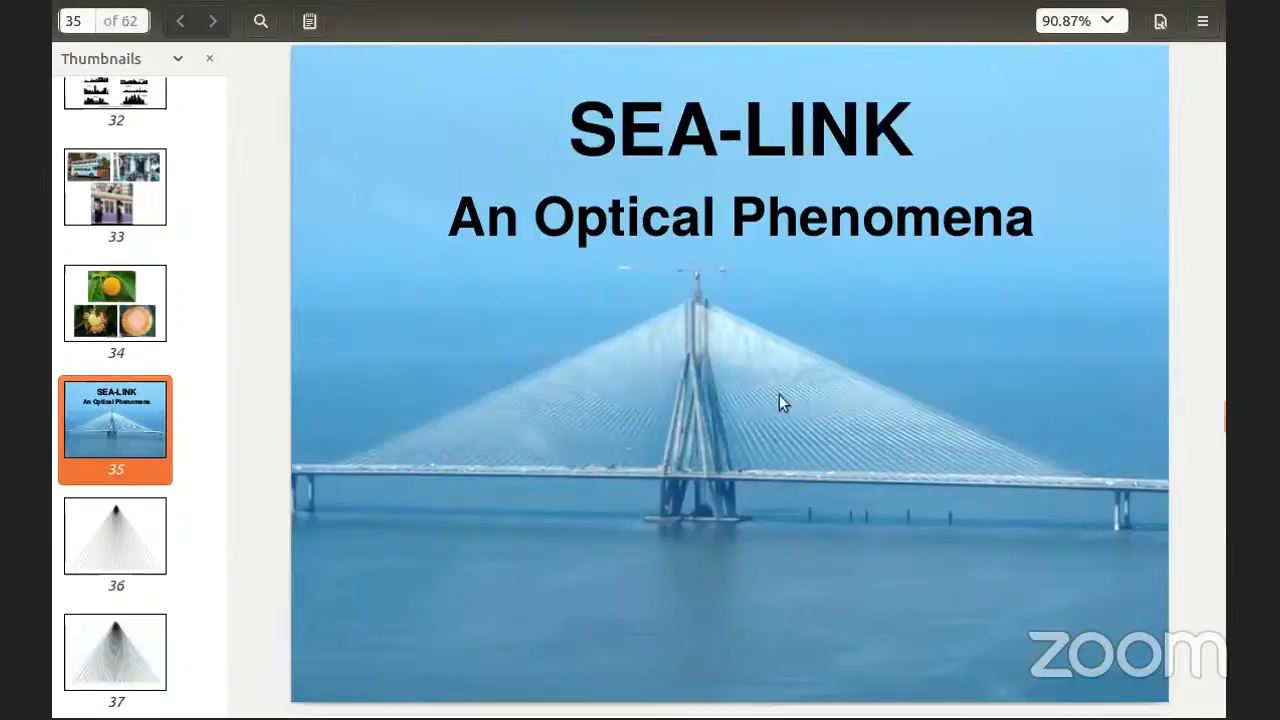 35 of 62
90.87%
Thumbnails
32
33
34
SEA-LINK
An Optical Phenomena
35
36
37
SEA-LINK
An Optical Phenomena
zoom